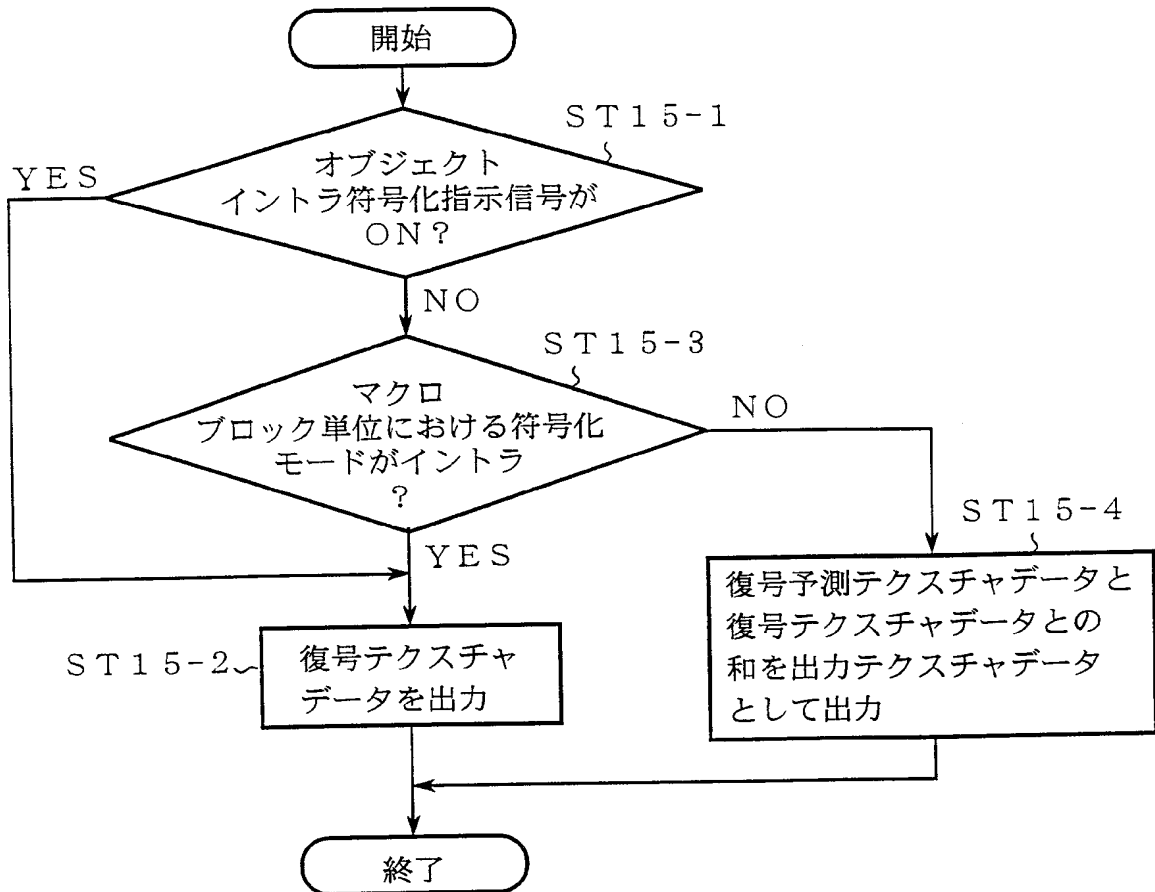 開始
ST15-1
YES
オブジェクト
イントラ符号化指示信号が
ON?
NO
ST15-3
マクロ
ブロック単位における符号化
モードがイントラ
?
NO
YES
ST15-4
復号予測テクスチャデータと
復号テクスチャデータとの
和を出力テクスチャデータ
として出力
ST15-2
復号テクスチャ
データを出力
終了